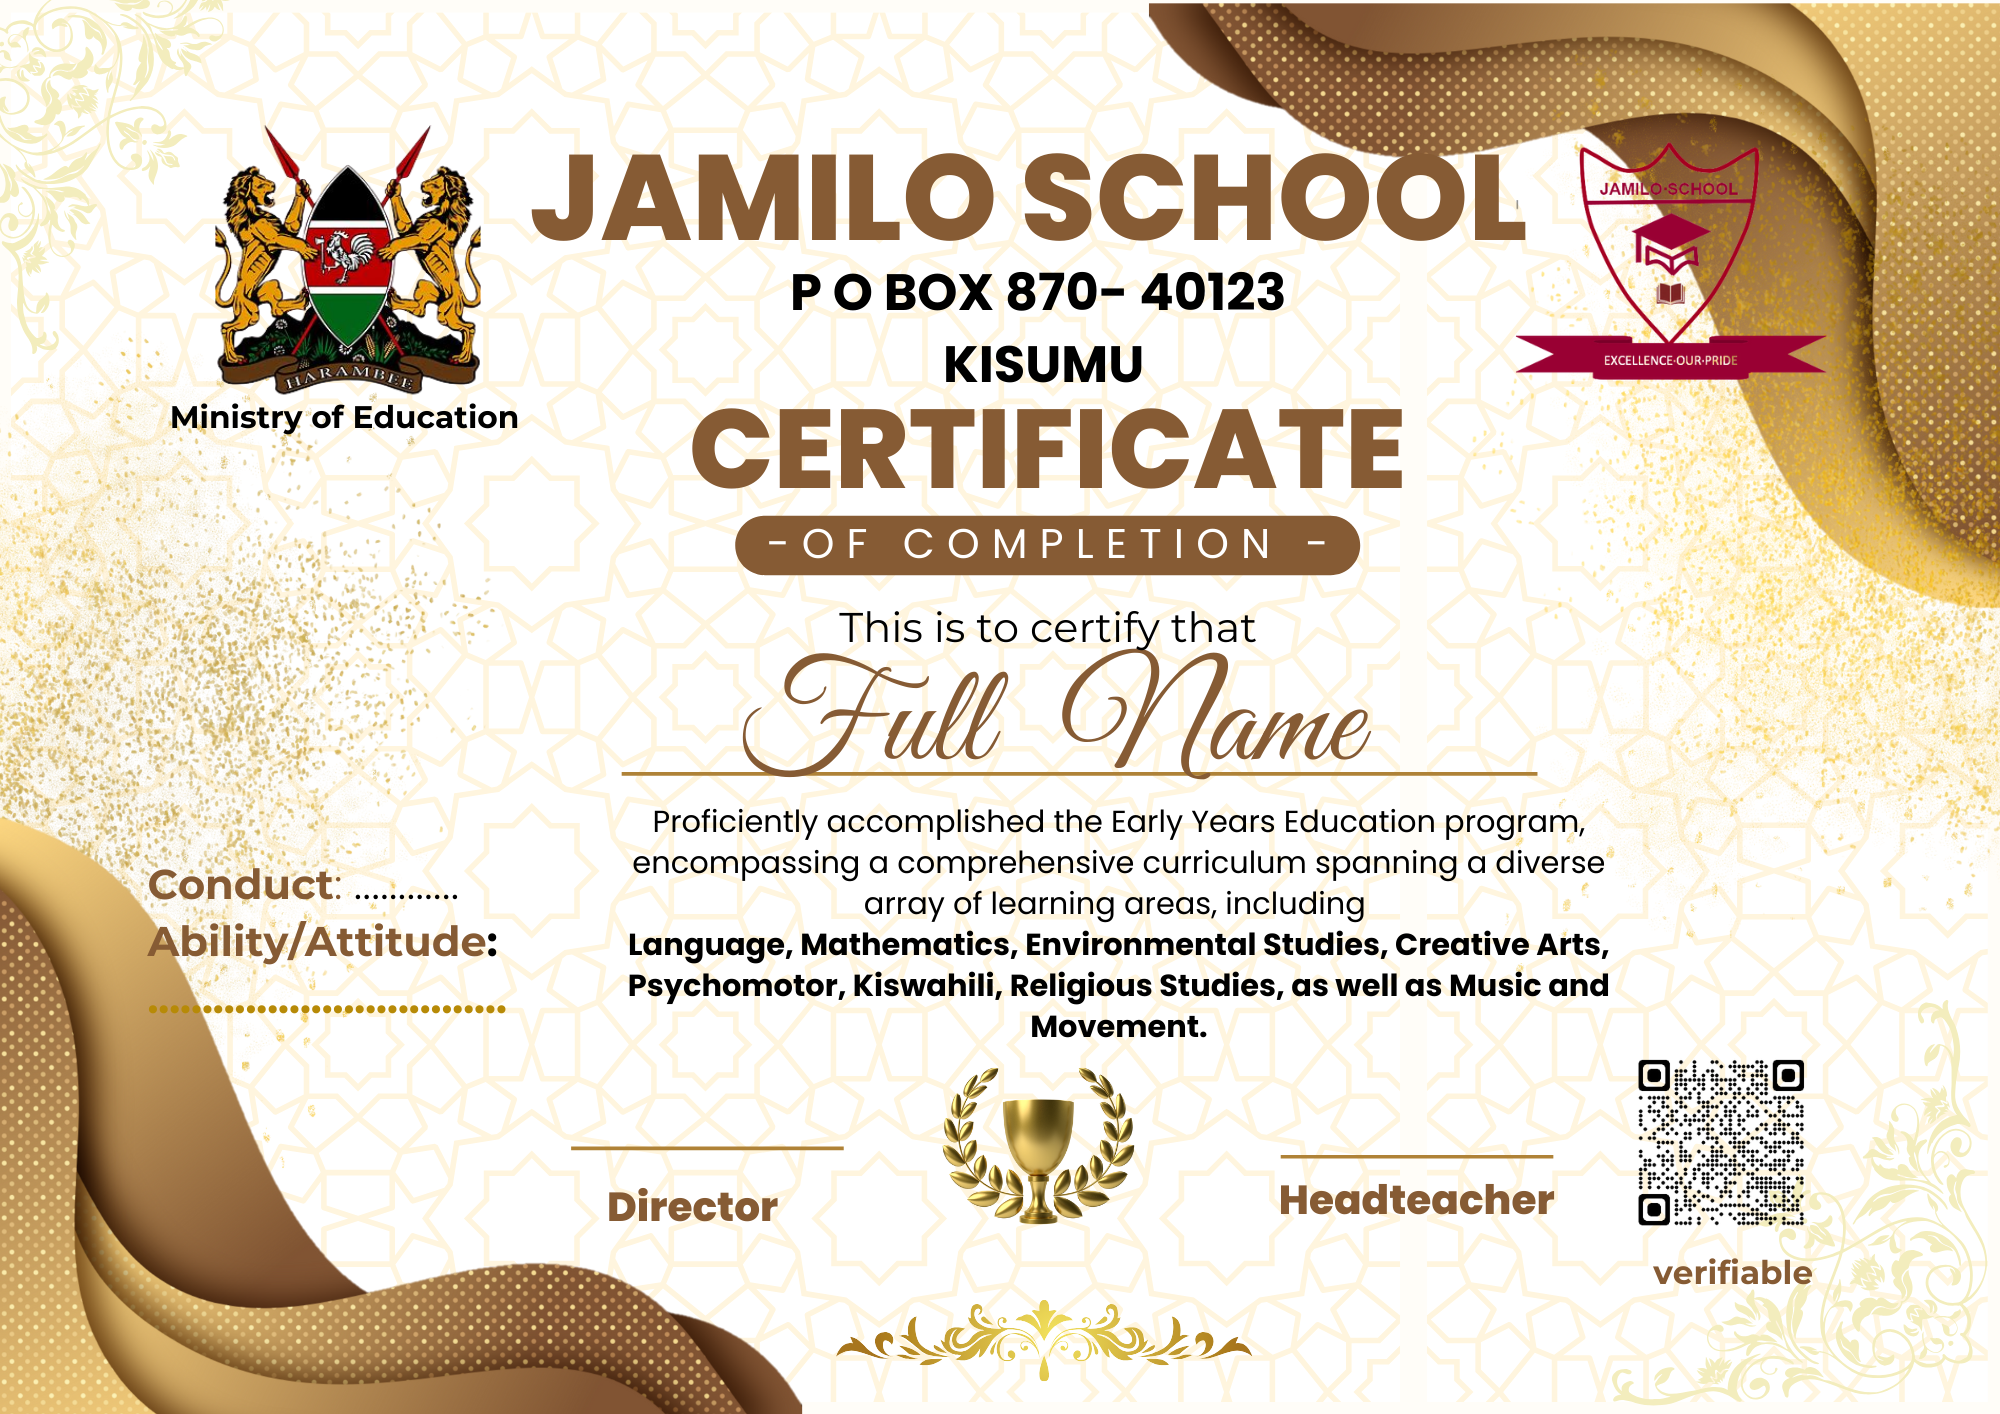 JAMILO SCHOOL
P O BOX 870- 40123
KISUMU
HARAMBEE
Ministry of Education
JAMILO·SCHOOL
EXCELLENCE·OUR·PRIDE
CERTIFICATE
-OF COMPLETION -
This is to certify that
Full Name
Proficiently accomplished the Early Years Education program,
encompassing a comprehensive curriculum spanning a diverse
array of learning areas, including
Language, Mathematics, Environmental Studies, Creative Arts,
Psychomotor, Kiswahili, Religious Studies, as well as Music and
Movement.
Conduct: ............
Ability/Attitude:
.................................
Director
Headteacher
verifiable